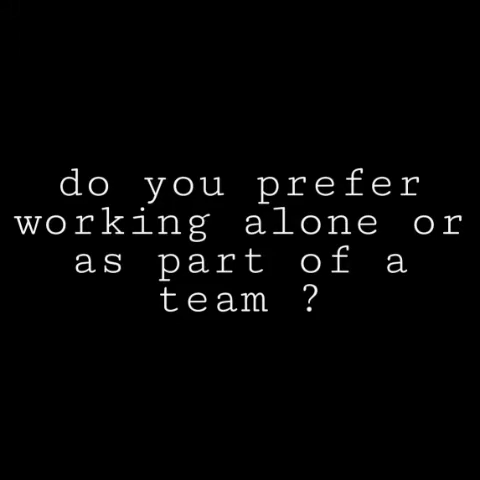 do you prefer
working alone or
as part of a
team ?